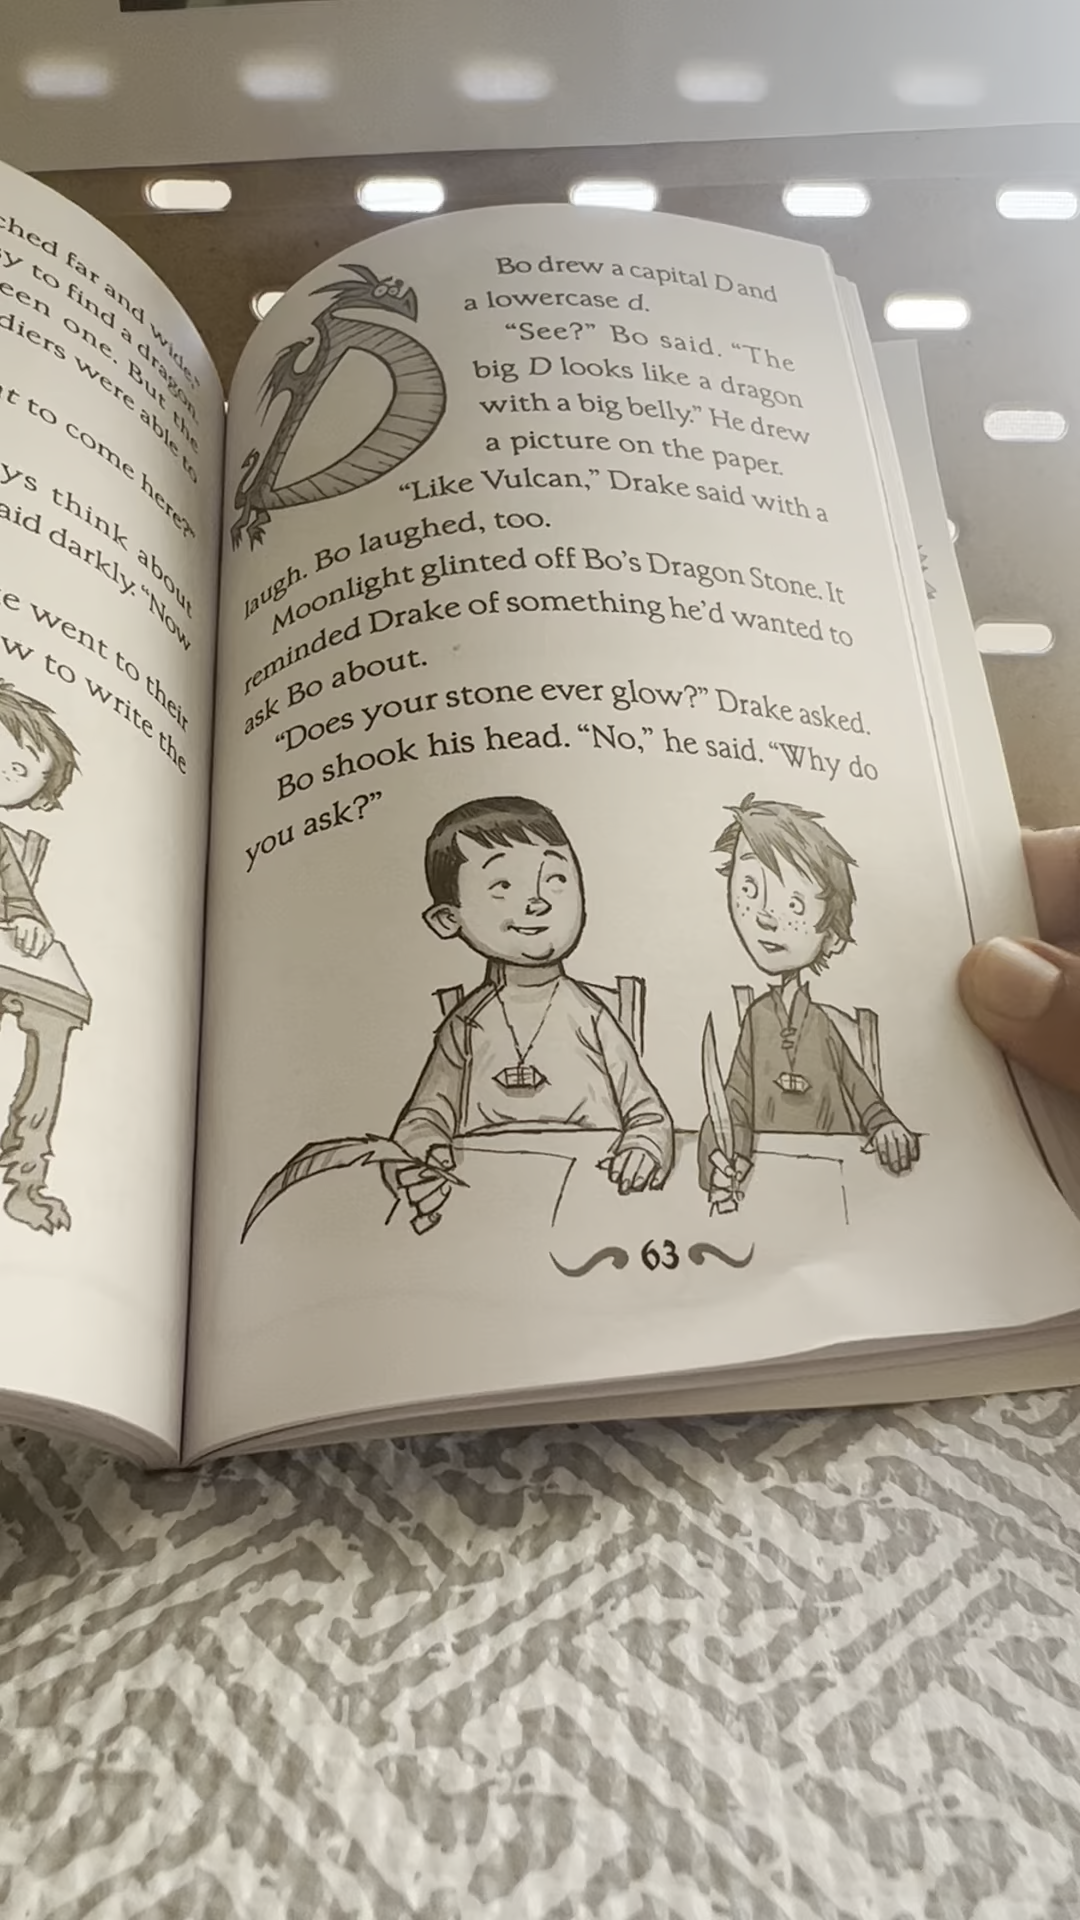 far and wide,
to find a dragon.
een one. But the
diers were able to
to come here?"
ys think about
aid darkly. "Now
went to their
w to write the
Bo drew a capital D and
a lowercase d.
“See?” Bo said. “The
big D looks like a dragon
with a big belly.” He drew
a picture on the paper.
“Like Vulcan,” Drake said with a
laugh. Bo laughed, too.
Moonlight glinted off Bo’s Dragon Stone. It
reminded Drake of something he’d wanted to
ask Bo about.
“Does your stone ever glow?” Drake asked.
Bo shook his head. “No,” he said. “Why do
you ask?”
63